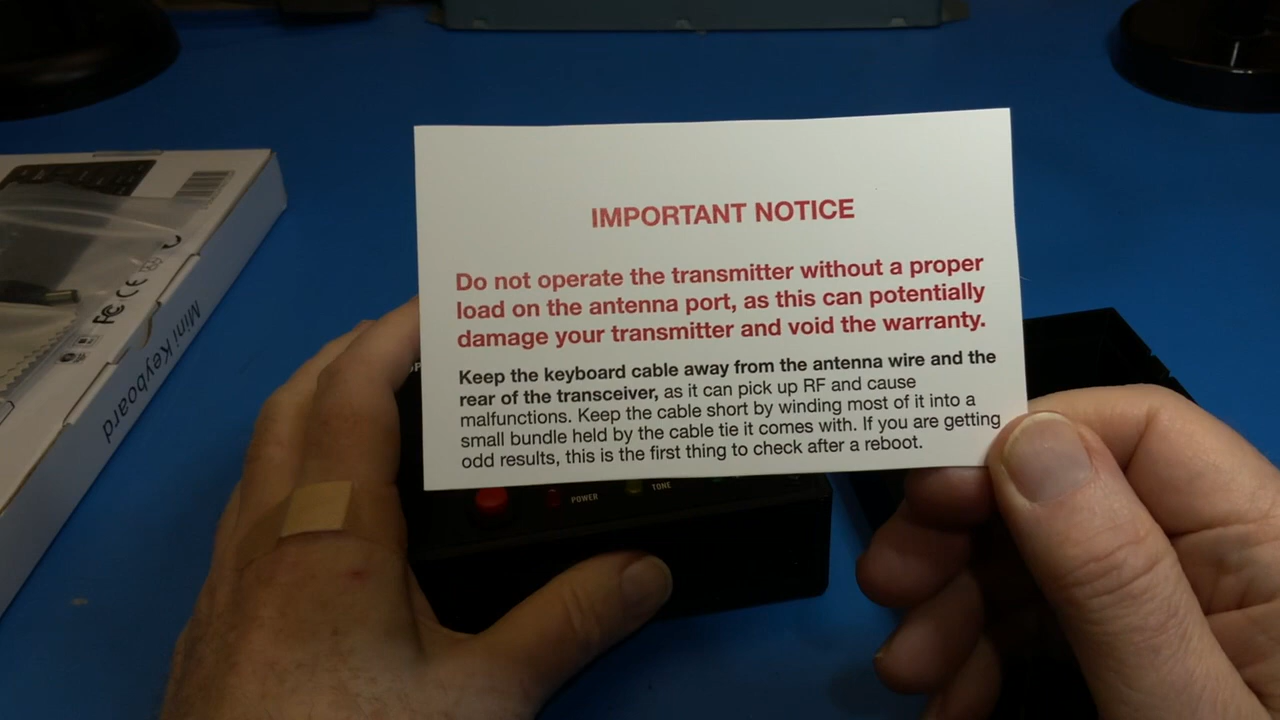 IMPORTANT NOTICE
Do not operate the transmitter without a proper
load on the antenna port, as this can potentially
damage your transmitter and void the warranty.
Keep the keyboard cable away from the antenna wire and the
rear of the transceiver, as it can pick up RF and cause
malfunctions. Keep the cable short by winding most of it into a
small bundle held by the cable tie it comes with. If you are getting
odd results, this is the first thing to check after a reboot.
POWER
TONE
Mini Keyboard
FC CE